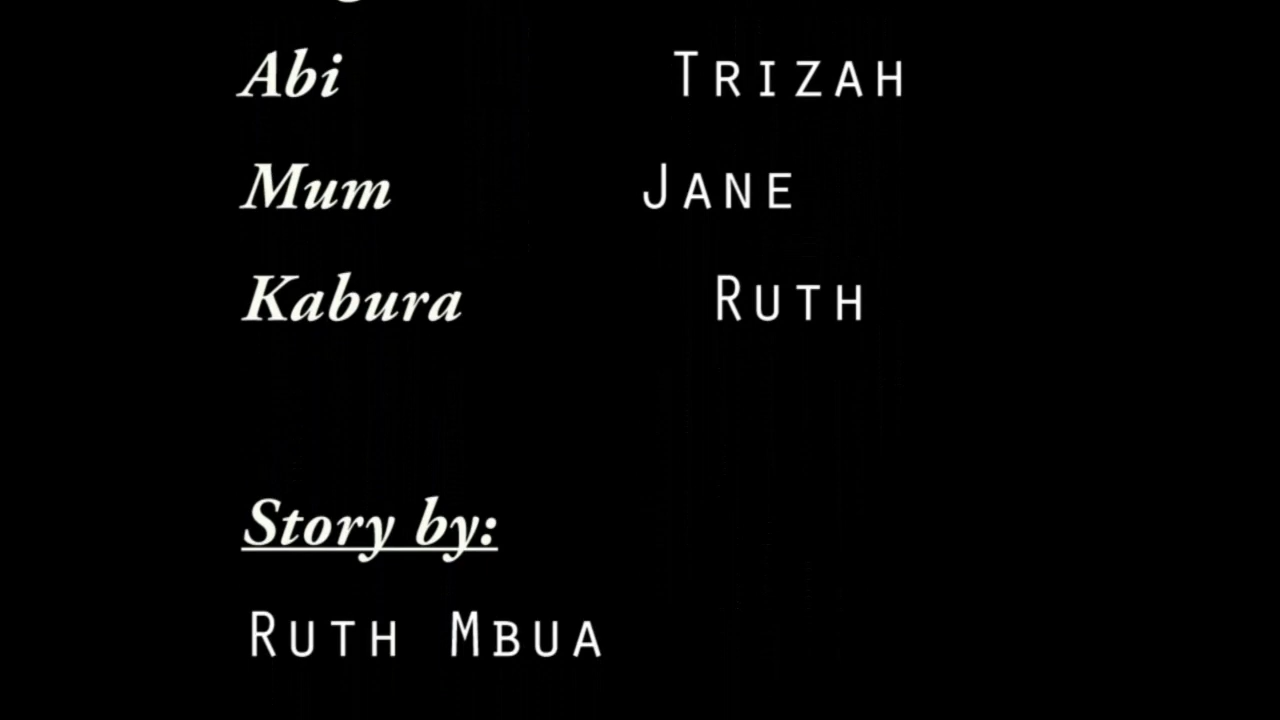 Abi Trizah
Mum Jane
Kabura Ruth
Story by:
Ruth Mbua